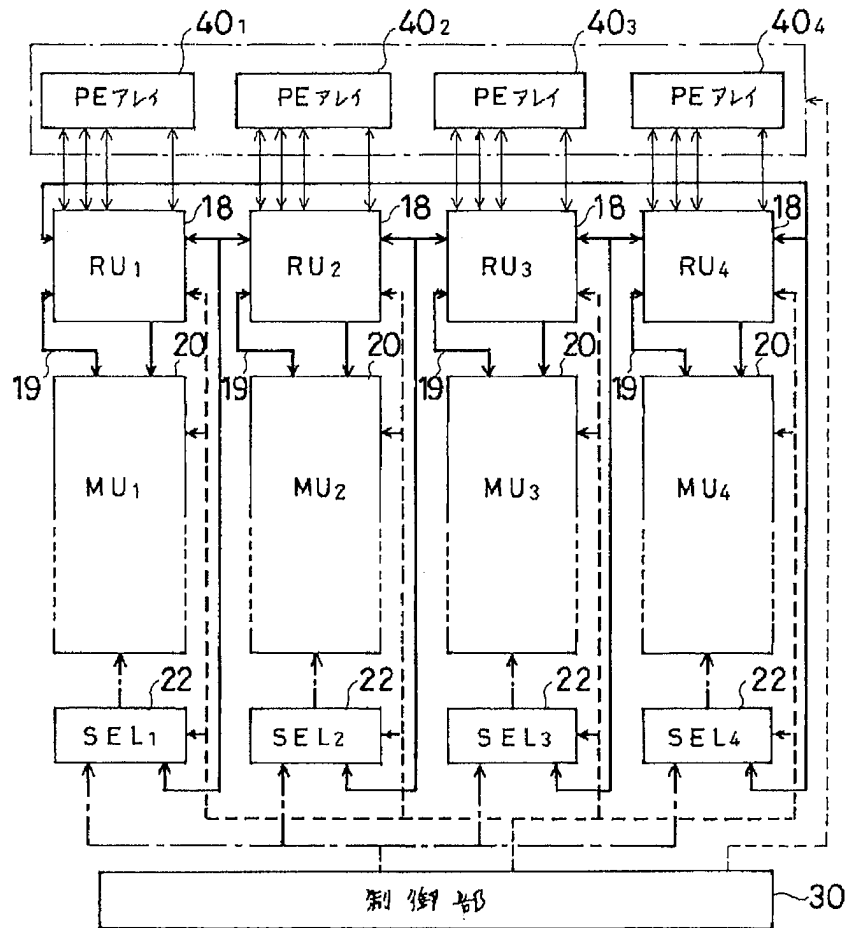 40₁ 40₂ 40₃ 40₄
PEアレイ PEアレイ PEアレイ PEアレイ
18 18 18 18
RU₁ RU₂ RU₃ RU₄
19 20 19 20 19 20 19 20
MU₁ MU₂ MU₃ MU₄
22 22 22 22
SEL₁ SEL₂ SEL₃ SEL₄
制御部 30